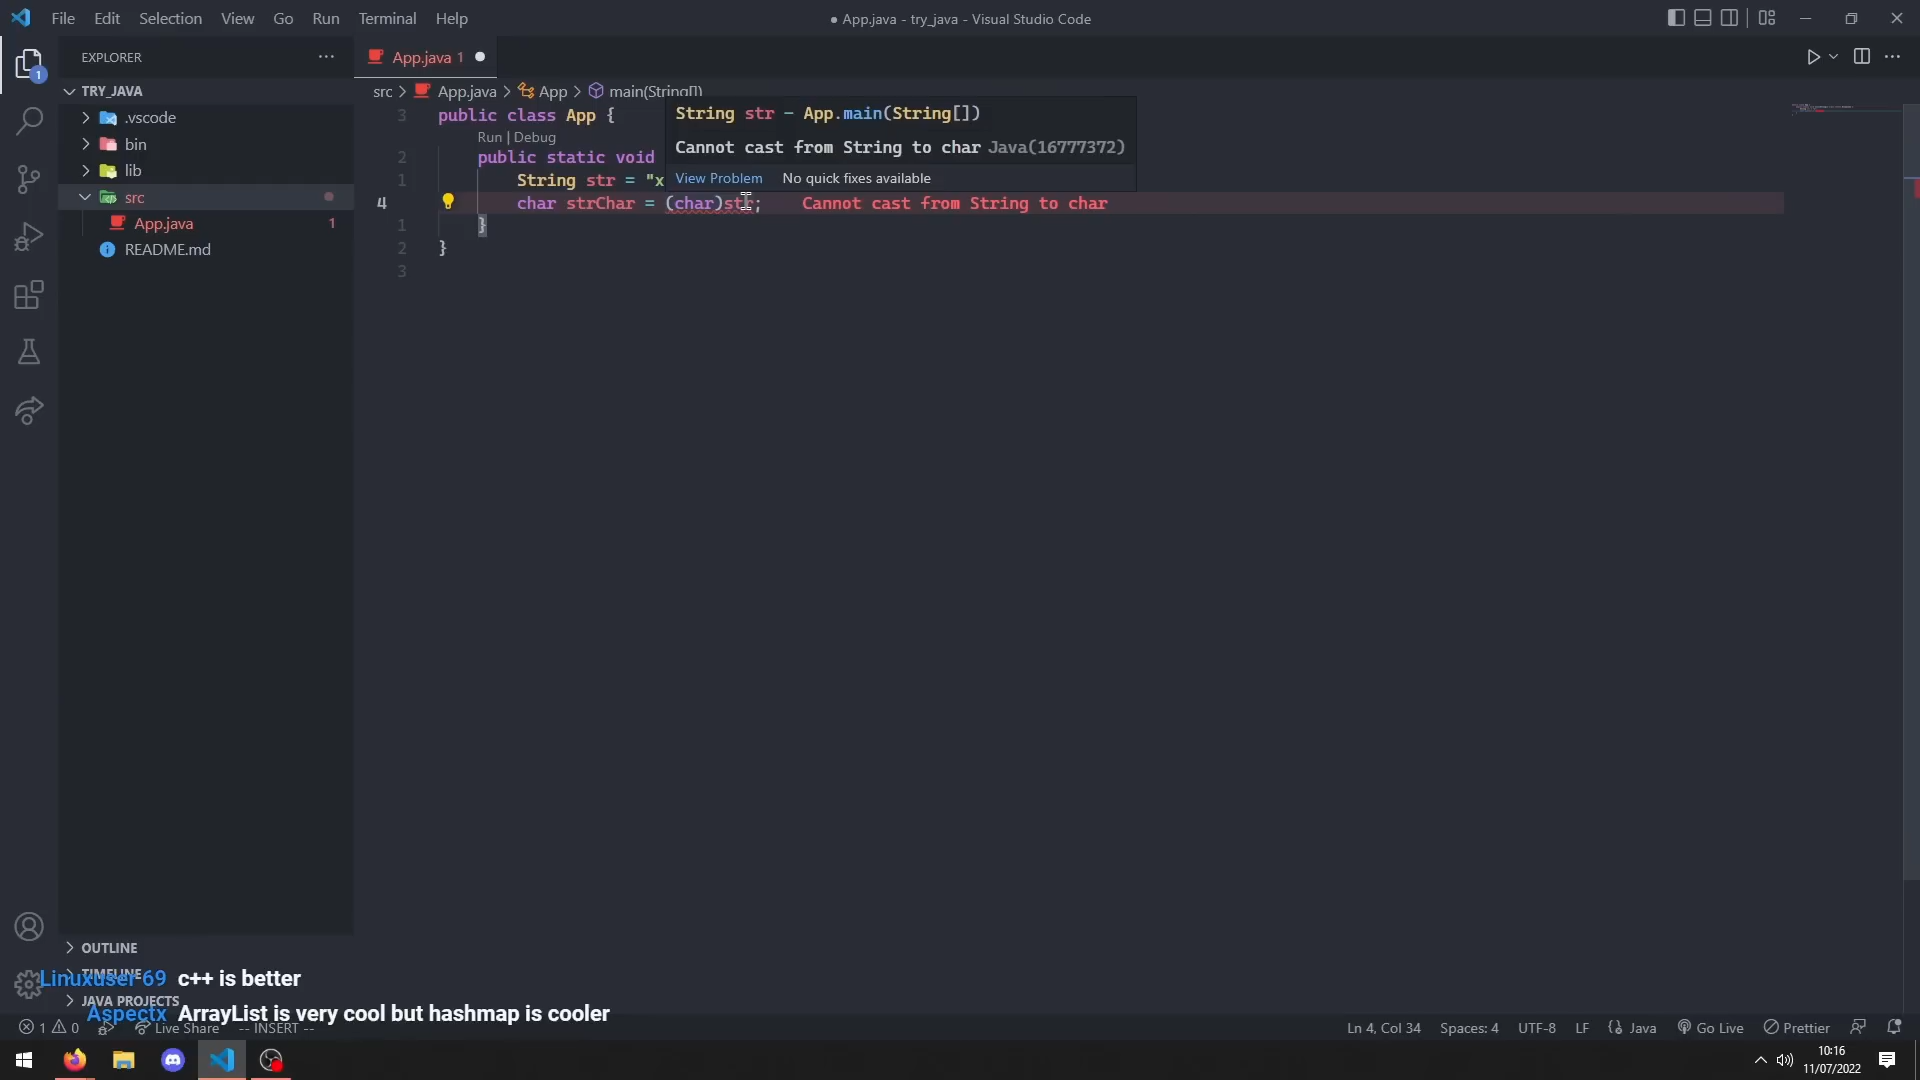 File Edit Selection View Go Run Terminal Help
● App.java - try_java - Visual Studio Code
1
EXPLORER
TRY_JAVA
.vscode
bin
lib
src
App.java 1
README.md
OUTLINE
TIMELINE
JAVA PROJECTS
App.java 1 ●
src > App.java > App > main(String[])
3 public class App {
Run | Debug
2 public static void
1 String str = "x
4 char strChar = (char)str; Cannot cast from String to char
1 }
2 }
3
String str - App.main(String[])
Cannot cast from String to char Java(16777372)
View Problem No quick fixes available
Linuxuser 69 c++ is better
Aspectx ArrayList is very cool but hashmap is cooler
1 0 Live Share -- INSERT -- Ln 4, Col 34 Spaces: 4 UTF-8 LF {} Java Go Live Prettier
10:16
11/07/2022